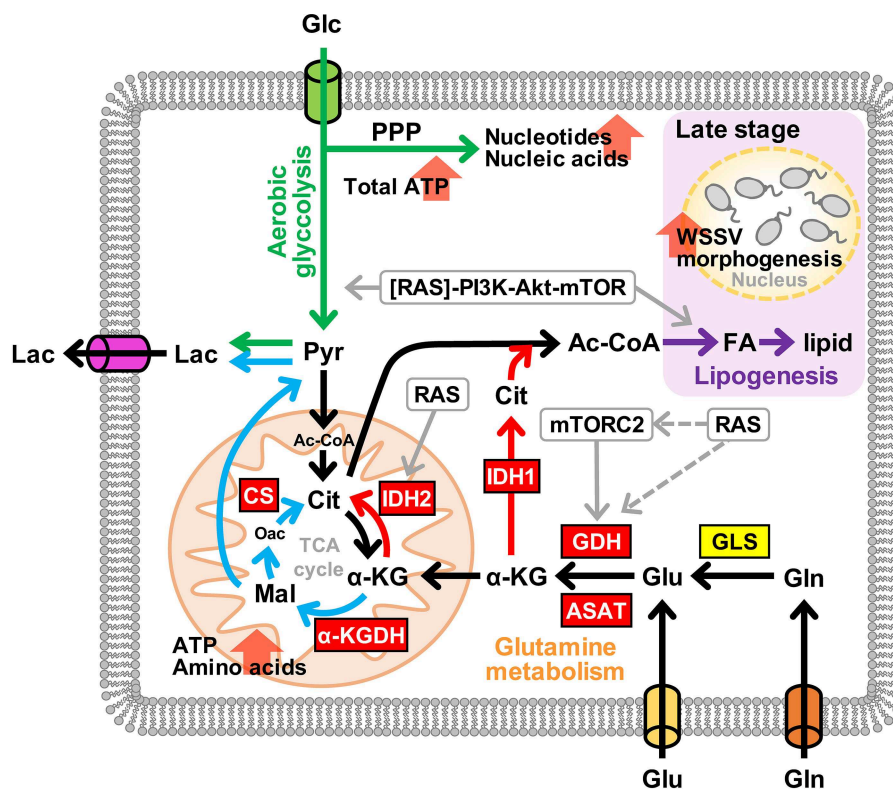 Glc
PPP
Nucleotides
Nucleic acids
Total ATP
Aerobic
glyccolysis
Late stage
WSSV
morphogenesis
Nucleus
[RAS]-PI3K-Akt-mTOR
Lac
Lac
Pyr
Ac-CoA
FA
lipid
Lipogenesis
RAS
Cit
mTORC2
RAS
Ac-CoA
CS
Cit
IDH2
IDH1
Oac
TCA
cycle
GDH
GLS
Mal
α-KG
α-KG
Glu
Gln
ASAT
α-KGDH
ATP
Amino acids
Glutamine
metabolism
Glu
Gln